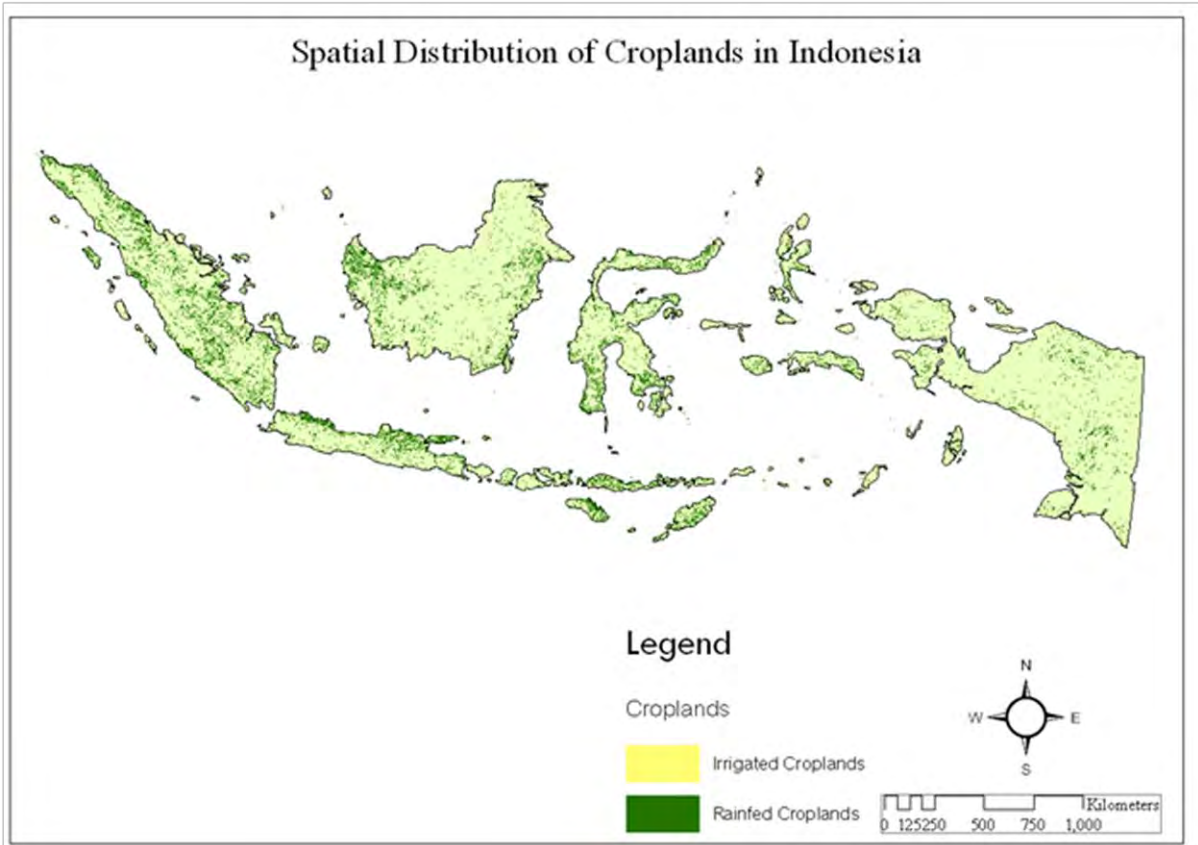 Spatial Distribution of Croplands in Indonesia
Legend
Croplands
Irrigated Croplands
Rainfed Croplands
N
W E
S
Kilometers
0 125250 500 750 1,000